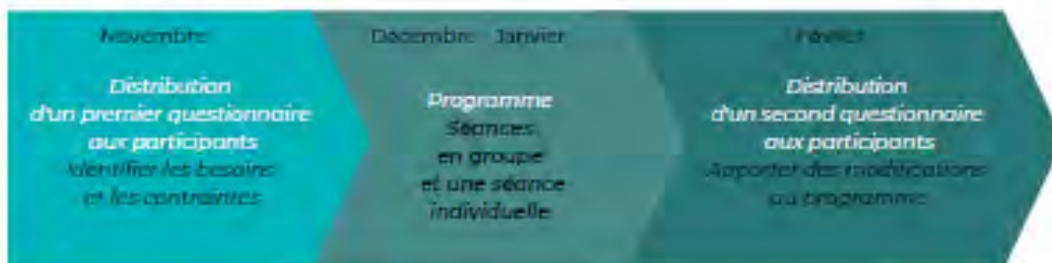 Novembre
Distribution
d'un premier questionnaire
aux participants
Identifier les besoins
et les contraintes
Décembre Janvier
Programme
Séances
en groupe
et une séance
individuelle
Février
Distribution
d'un second questionnaire
aux participants
Apporter des modifications
au programme